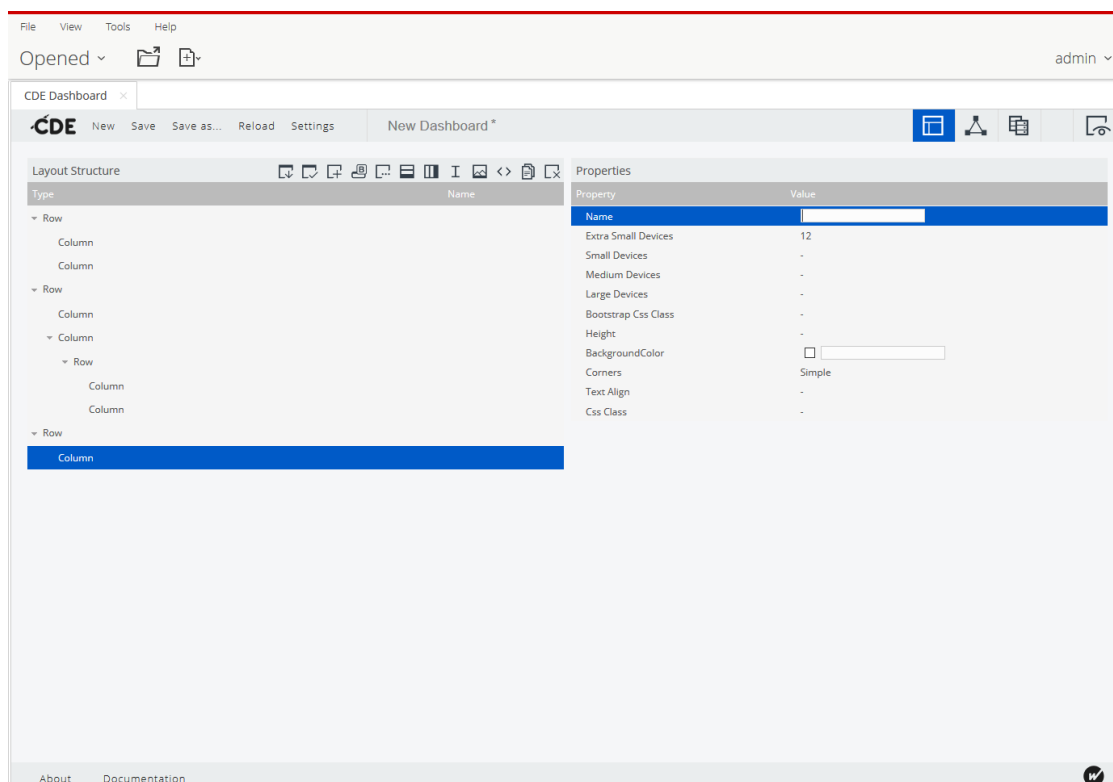 File View Tools Help
Opened
admin
CDE Dashboard
CDE New Save Save as... Reload Settings New Dashboard*
Layout Structure
Type Name
Row
Column
Column
Row
Column
Column
Row
Column
Column
Row
Column
Properties
Property Value
Name
Extra Small Devices 12
Small Devices -
Medium Devices -
Large Devices -
Bootstrap Css Class -
Height -
BackgroundColor
Corners Simple
Text Align -
Css Class -
About Documentation